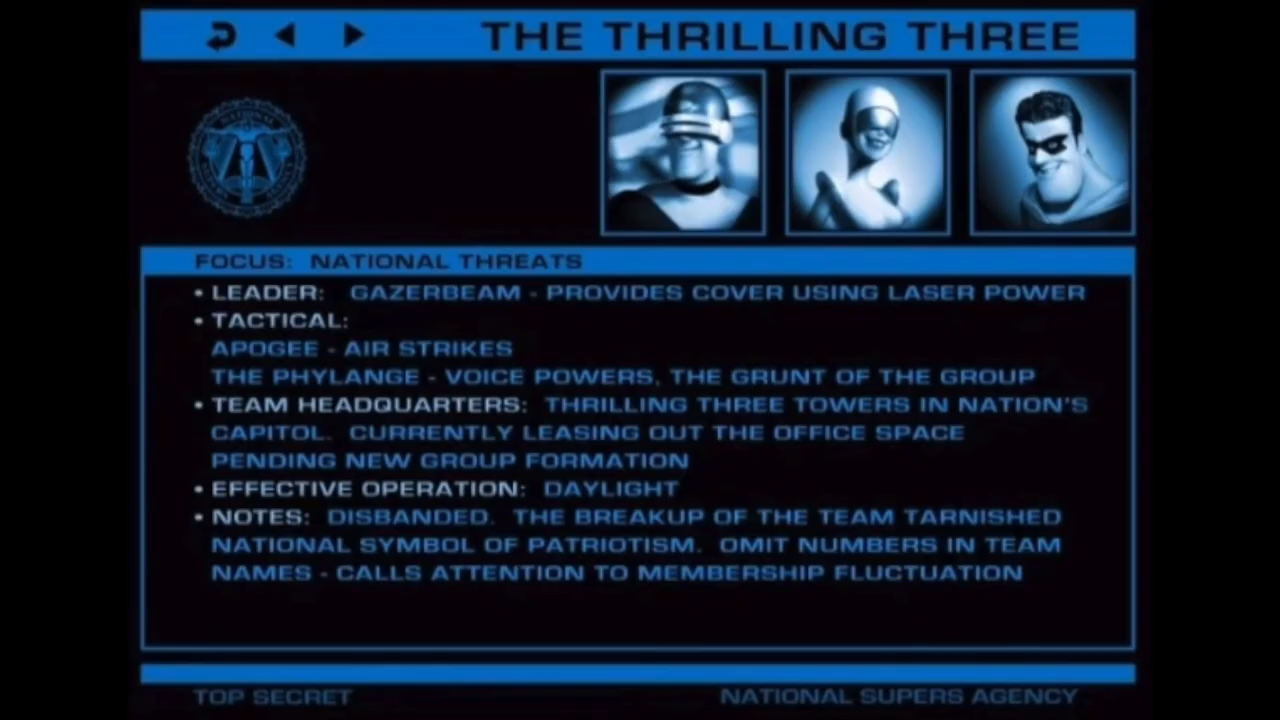 THE THRILLING THREE
NATIONAL
FOCUS: NATIONAL THREATS
• LEADER: GAZERBEAM - PROVIDES COVER USING LASER POWER
• TACTICAL:
APOGEE - AIR STRIKES
THE PHYLANGE - VOICE POWERS, THE GRUNT OF THE GROUP
• TEAM HEADQUARTERS: THRILLING THREE TOWERS IN NATION'S
CAPITOL. CURRENTLY LEASING OUT THE OFFICE SPACE
PENDING NEW GROUP FORMATION
• EFFECTIVE OPERATION: DAYLIGHT
• NOTES: DISBANDED. THE BREAKUP OF THE TEAM TARNISHED
NATIONAL SYMBOL OF PATRIOTISM. OMIT NUMBERS IN TEAM
NAMES - CALLS ATTENTION TO MEMBERSHIP FLUCTUATION
TOP SECRET
NATIONAL SUPERS AGENCY